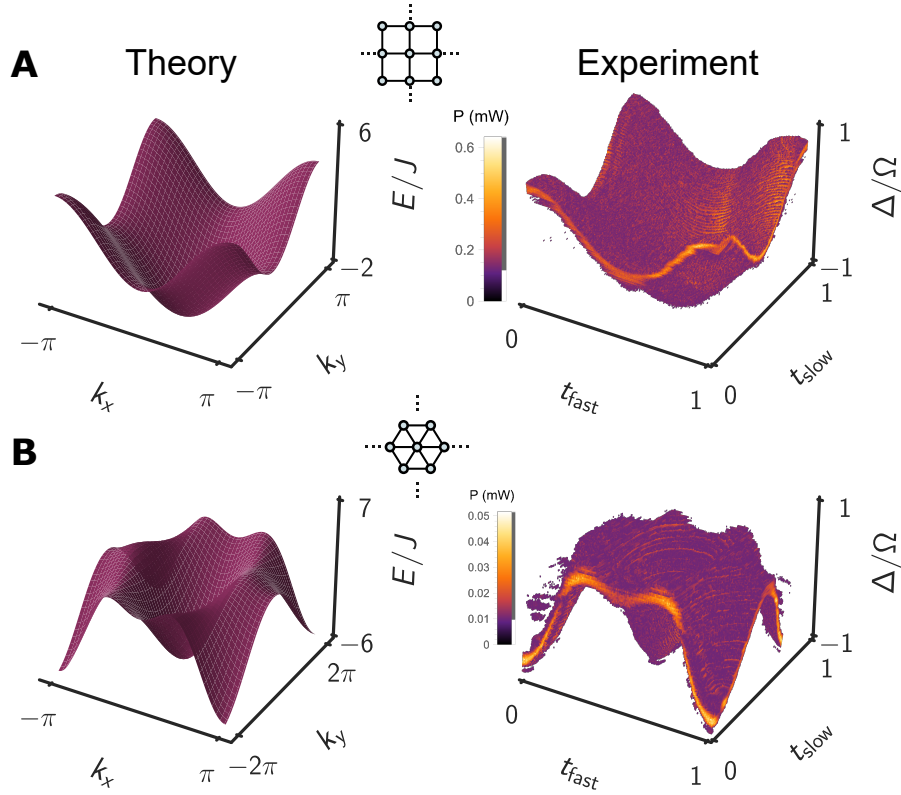 A
Theory
Experiment
6
E/J
−2
−π
k_x
π
−π
k_y
π
P (mW)
0.6
0.4
0.2
0
1
Δ/Ω
−1
0
t_fast
1
0
t_slow
1
B
7
E/J
−6
−π
k_x
π
−2π
k_y
2π
P (mW)
0.05
0.04
0.03
0.02
0.01
0
1
Δ/Ω
−1
0
t_fast
1
0
t_slow
1